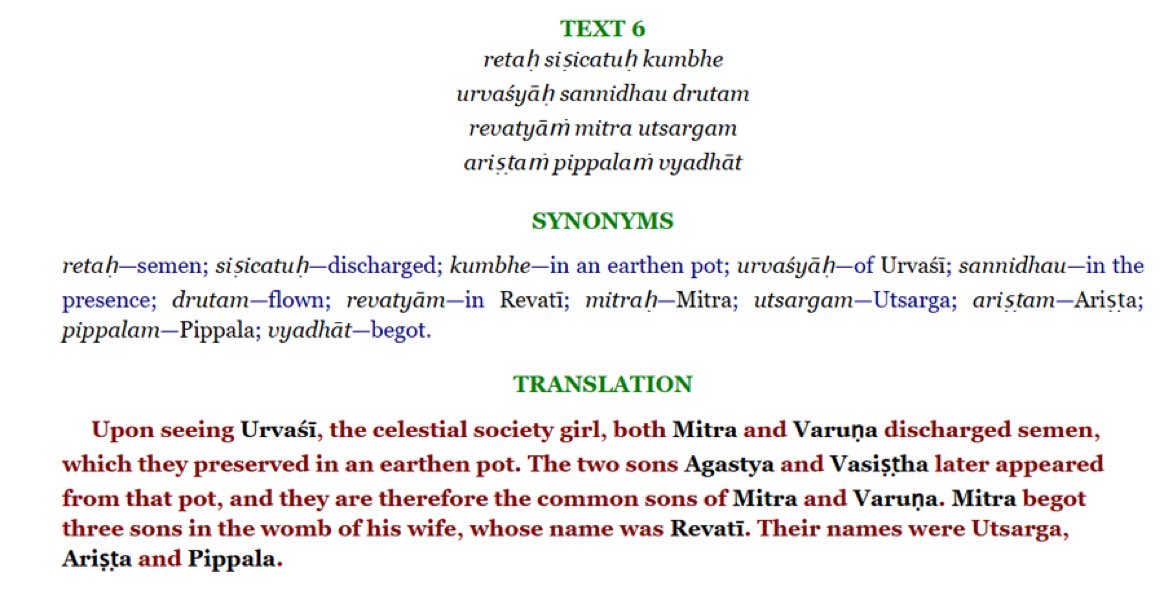 TEXT 6
retaḥ siṣicatuḥ kumbhe
urvaśyāḥ sannidhau drutam
revatyāṁ mitra utsargam
ariṣṭaṁ pippalaṁ vyadhāt
SYNONYMS
retaḥ—semen; siṣicatuḥ—discharged; kumbhe—in an earthen pot; urvaśyāḥ—of Urvaśī; sannidhau—in the
presence; drutam—flown; revatyām—in Revatī; mitraḥ—Mitra; utsargam—Utsarga; ariṣṭam—Ariṣṭa;
pippalam—Pippala; vyadhāt—begot.
TRANSLATION
Upon seeing Urvaśī, the celestial society girl, both Mitra and Varuṇa discharged semen,
which they preserved in an earthen pot. The two sons Agastya and Vasiṣṭha later appeared
from that pot, and they are therefore the common sons of Mitra and Varuṇa. Mitra begot
three sons in the womb of his wife, whose name was Revatī. Their names were Utsarga,
Ariṣṭa and Pippala.